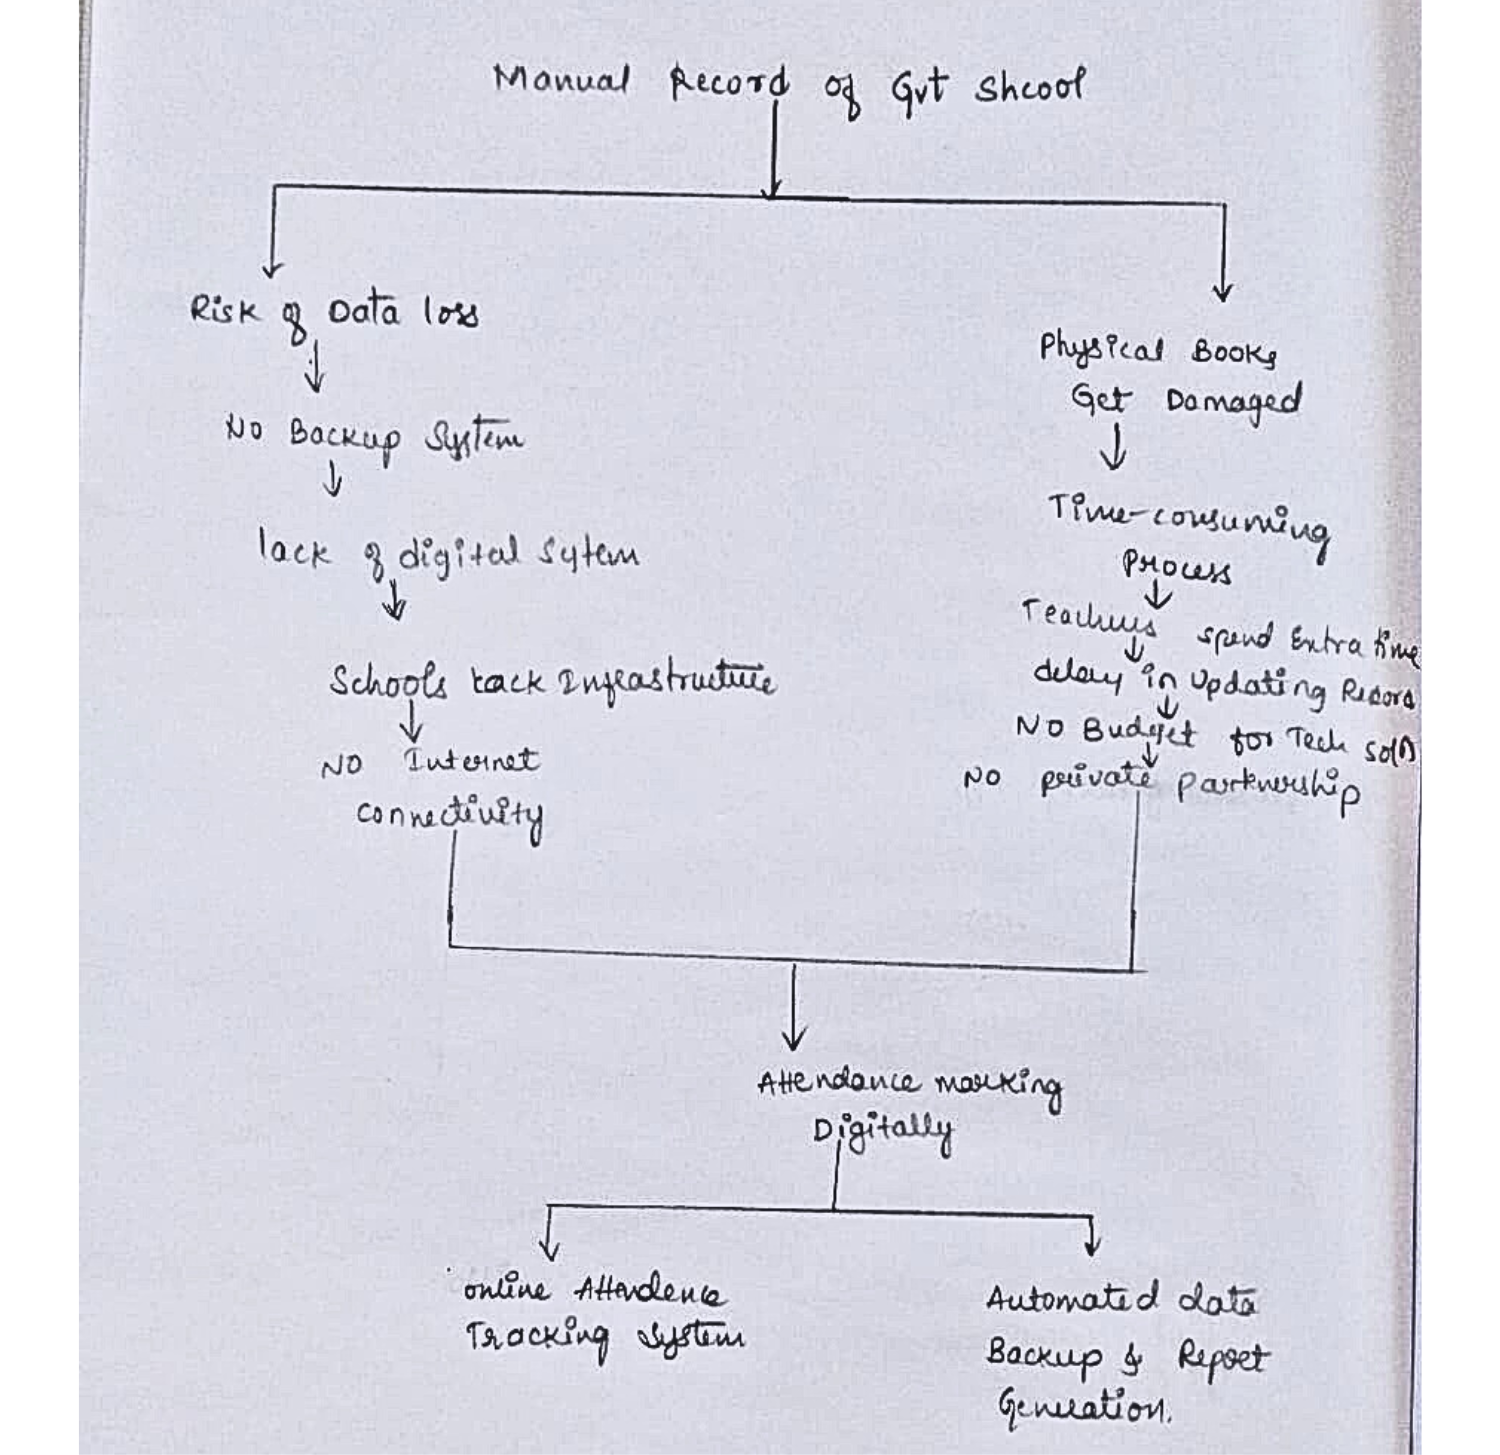 Manual Record of Gvt Shcool
Risk of Data loss
No Backup System
lack of digital sytem
Schools lack Infrastructure
NO Internet
connectivity
Physical Books
Get Damaged
Time-consuming
Process
Teachers spend Extra time
delay in Updating Record
NO Budget for Tech Soln
No private partknership
Attendance marking
Digitally
online Attendence
Tracking System
Automated data
Backup & Report
Generation.